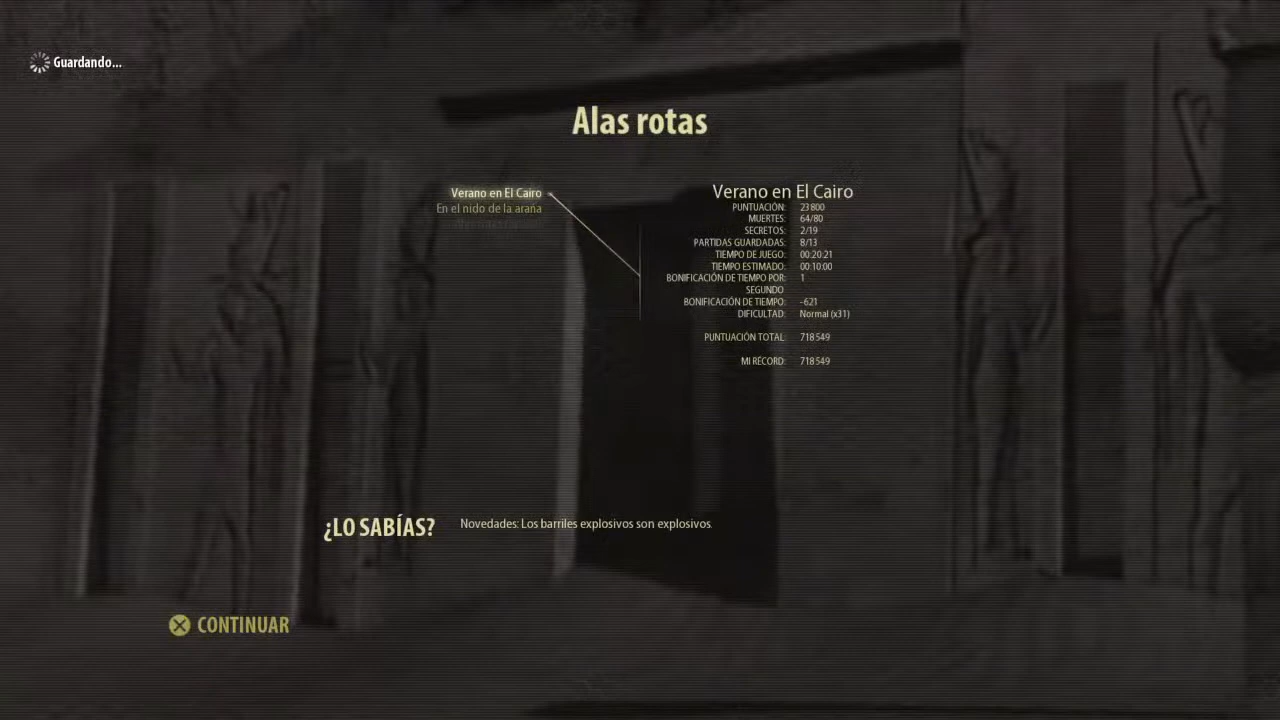 Guardando...
Alas rotas
Verano en El Cairo
En el nido de la araña
Verano en El Cairo
PUNTUACIÓN: 23800
MUERTES: 64/80
SECRETOS: 2/19
PARTIDAS GUARDADAS: 8/13
TIEMPO DE JUEGO: 00:20:21
TIEMPO ESTIMADO: 00:10:00
BONIFICACIÓN DE TIEMPO POR: 1
SEGUNDO
BONIFICACIÓN DE TIEMPO: -621
DIFICULTAD: Normal (x31)
PUNTUACIÓN TOTAL: 718549
MI RÉCORD: 718549
¿LO SABÍAS?
Novedades: Los barriles explosivos son explosivos.
CONTINUAR